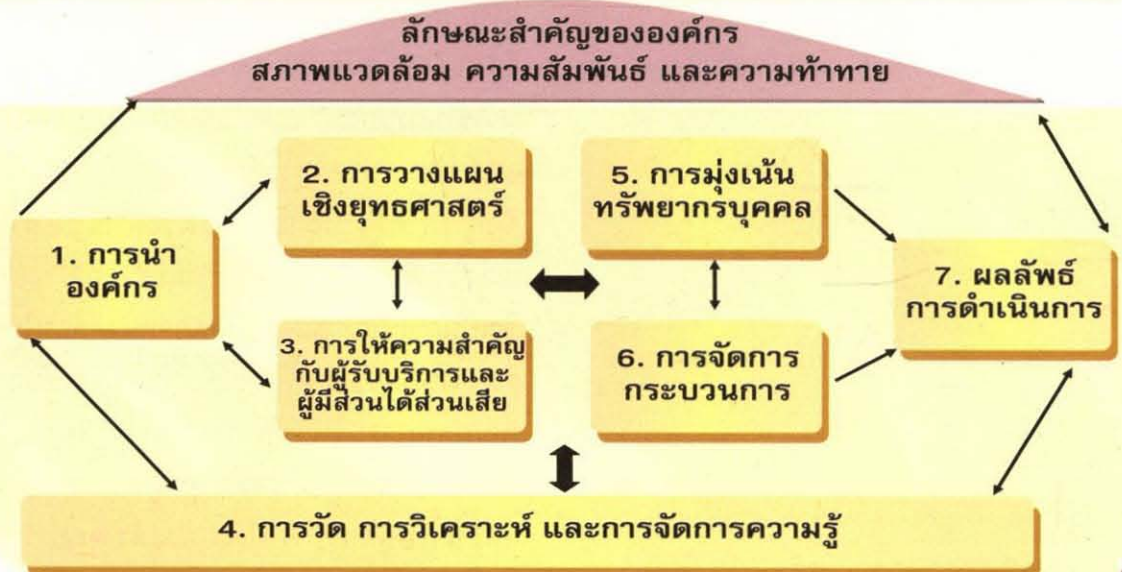 ลักษณะสำคัญขององค์กร
สภาพแวดล้อม ความสัมพันธ์ และความท้าทาย
1. การนำ
องค์กร
2. การวางแผน
เชิงยุทธศาสตร์
3. การให้ความสำคัญ
กับผู้รับบริการและ
ผู้มีส่วนได้ส่วนเสีย
5. การมุ่งเน้น
ทรัพยากรบุคคล
6. การจัดการ
กระบวนการ
7. ผลลัพธ์
การดำเนินการ
4. การวัด การวิเคราะห์ และการจัดการความรู้